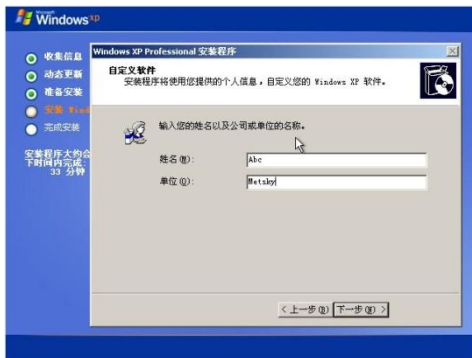 Microsoft
Windows xp
收集信息
动态更新
准备安装
安装 Wind
完成安装
安装程序大约会
下时间内完成:
33 分钟
Windows XP Professional 安装程序
自定义软件
安装程序将使用您提供的个人信息，自定义您的 Windows XP 软件。
输入您的姓名以及公司或单位的名称。
姓名(M):
Abc
单位(O):
Netsky
< 上一步(B)
下一步(N) >